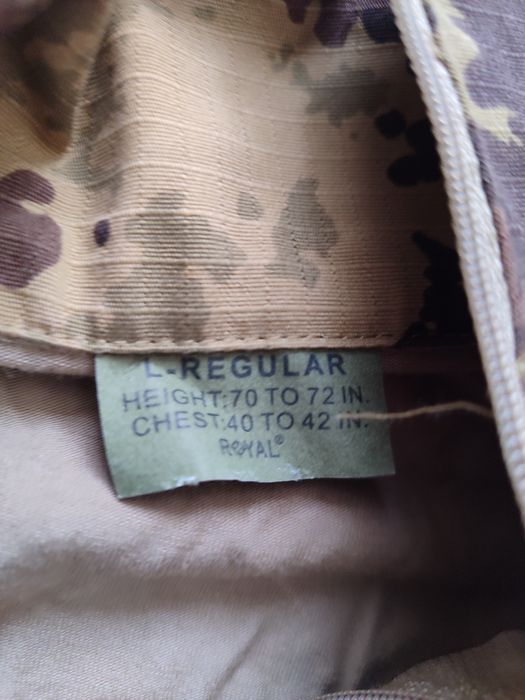 L-REGULAR
HEIGHT:70 TO 72 IN.
CHEST:40 TO 42 IN.
ROYAL®